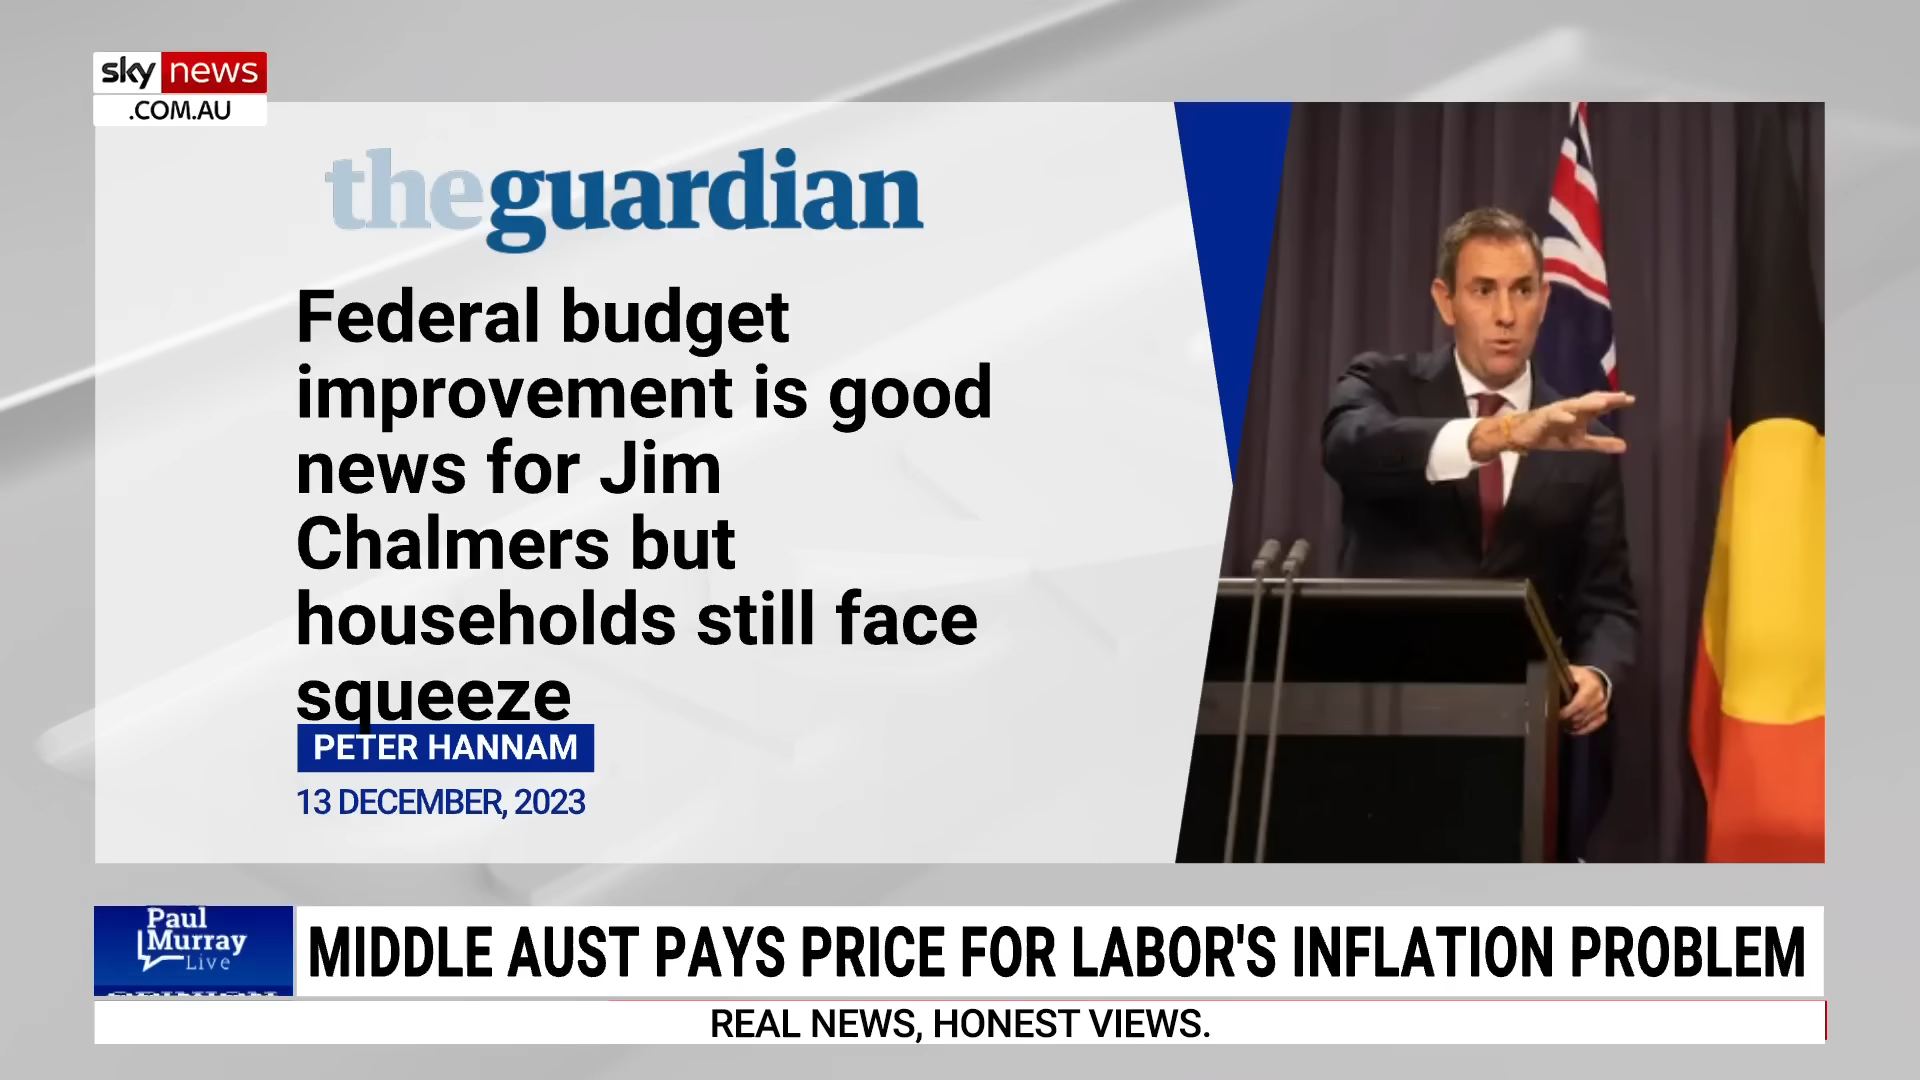 sky news
.COM.AU
theguardian
Federal budget
improvement is good
news for Jim
Chalmers but
households still face
squeeze
PETER HANNAM
13 DECEMBER, 2023
Paul
Murray
Live
MIDDLE AUST PAYS PRICE FOR LABOR'S INFLATION PROBLEM
REAL NEWS, HONEST VIEWS.